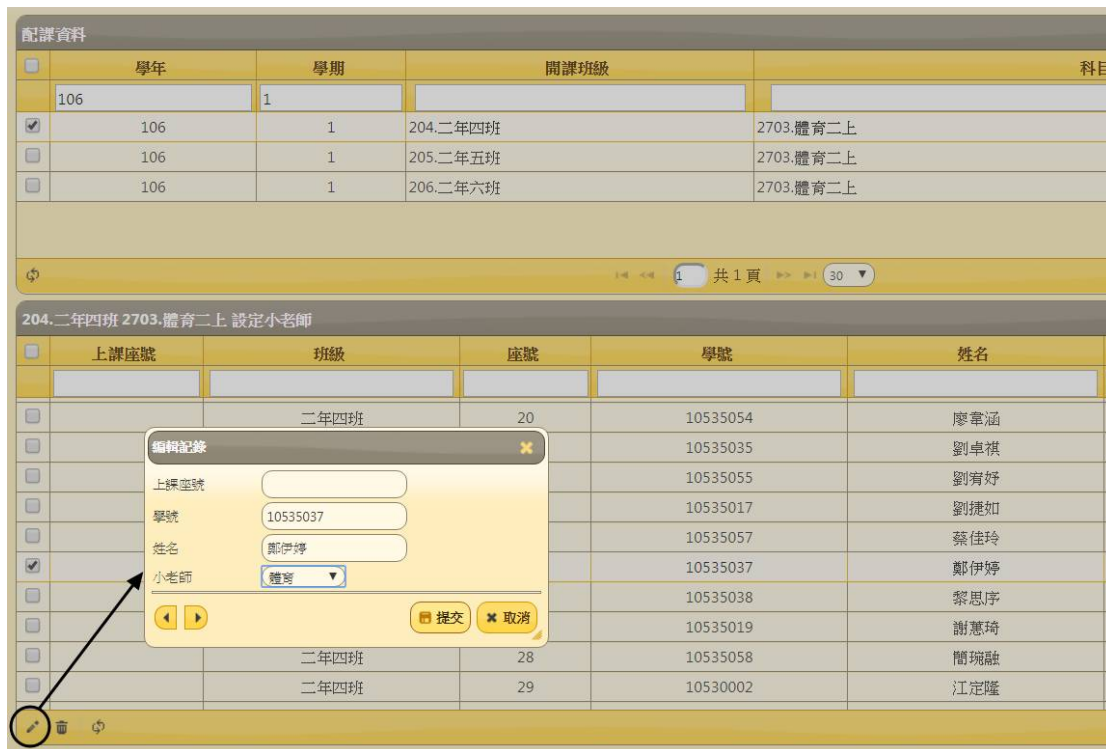 配課資料
學年 學期 開課班級 科目
106 1
106 1 204.二年四班 2703.體育二上
106 1 205.二年五班 2703.體育二上
106 1 206.二年六班 2703.體育二上
1 共 1 頁 30
204.二年四班 2703.體育二上 設定小老師
上課座號 班級 座號 學號 姓名
二年四班 20 10535054 廖韋涵
10535035 劉卓祺
10535055 劉宥妤
10535017 劉捷如
10535057 蔡佳玲
10535037 鄭伊婷
10535038 黎思序
10535019 謝蕙琦
二年四班 28 10535058 簡琬融
二年四班 29 10530002 江定隆
編輯記錄
上課座號
學號 10535037
姓名 鄭伊婷
小老師 體育
提交 取消